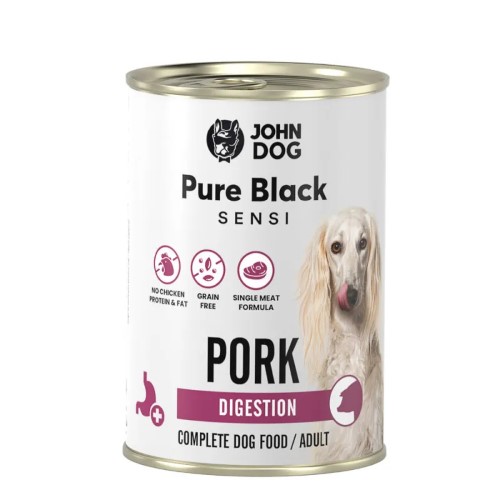 JOHN
DOG
Pure Black
SENSI
NO CHICKEN
PROTEIN & FAT
GRAIN
FREE
SINGLE MEAT
FORMULA
PORK
DIGESTION
COMPLETE DOG FOOD / ADULT